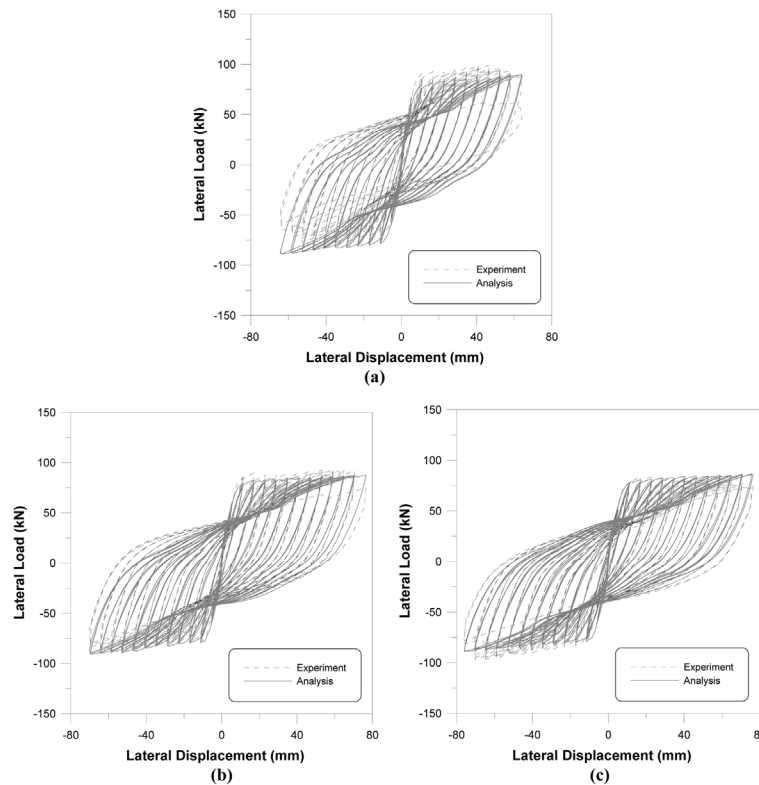 150
100
50
0
-50
-100
-150
Lateral Load (kN)
Experiment
Analysis
-80 -40 0 40 80
Lateral Displacement (mm)
(a)
150
100
50
0
-50
-100
-150
Lateral Load (kN)
Experiment
Analysis
-80 -40 0 40 80
Lateral Displacement (mm)
(b)
150
100
50
0
-50
-100
-150
Lateral Load (kN)
Experiment
Analysis
-80 -40 0 40 80
Lateral Displacement (mm)
(c)